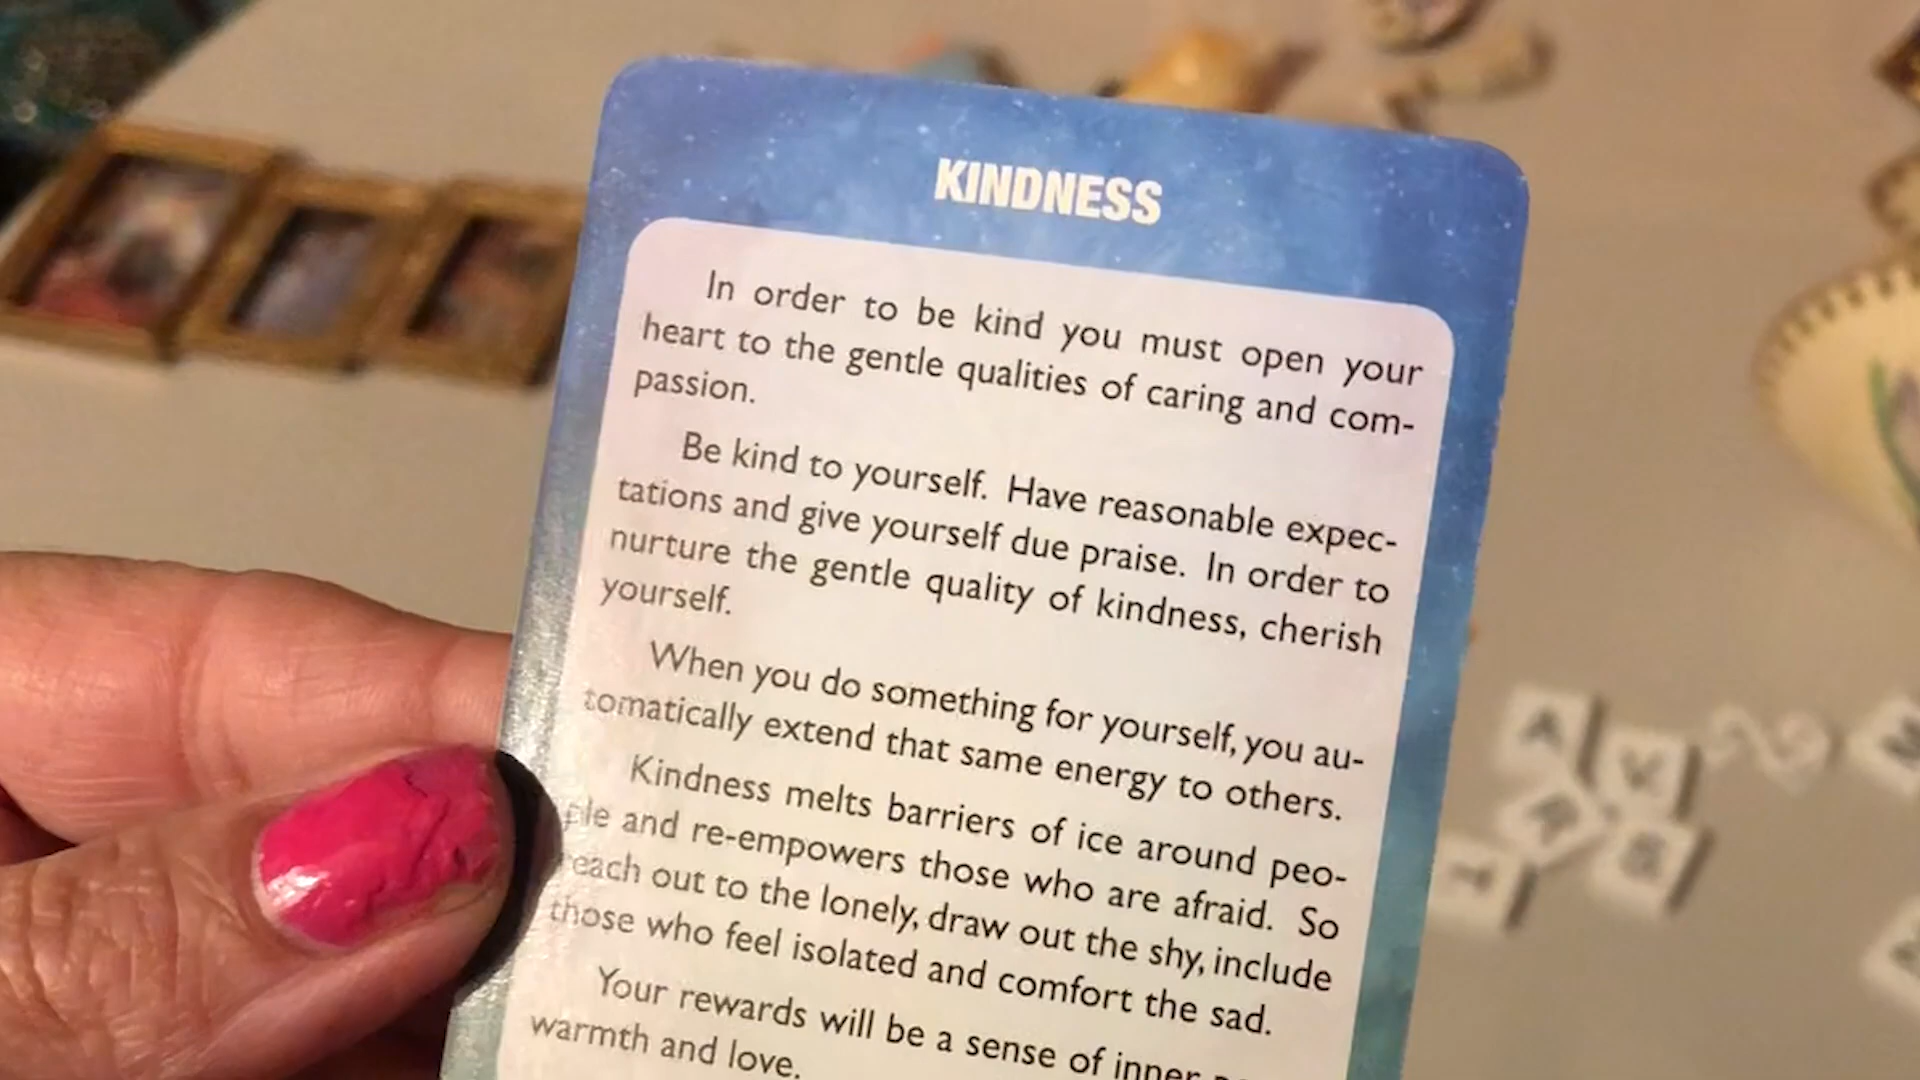 KINDNESS
In order to be kind you must open your
heart to the gentle qualities of caring and com-
passion.
Be kind to yourself. Have reasonable expec-
tations and give yourself due praise. In order to
nurture the gentle quality of kindness, cherish
yourself.
When you do something for yourself, you au-
tomatically extend that same energy to others.
Kindness melts barriers of ice around peo-
ple and re-empowers those who are afraid. So
reach out to the lonely, draw out the shy, include
those who feel isolated and comfort the sad.
Your rewards will be a sense of inner
warmth and love.
A
V